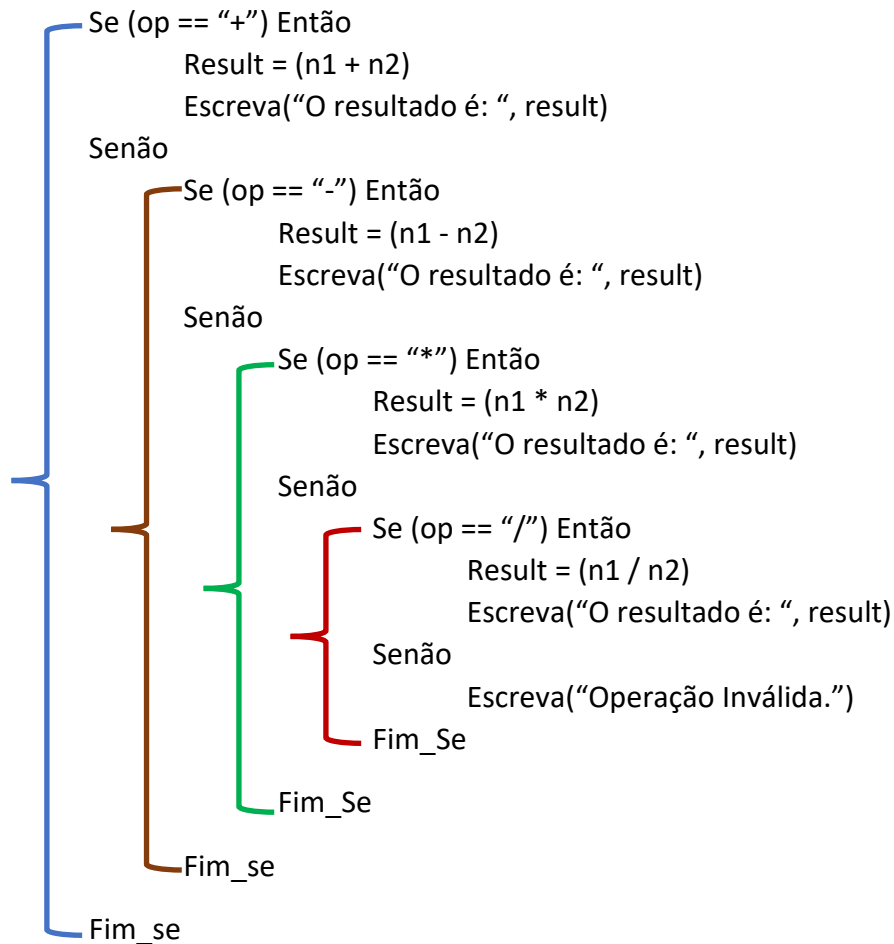 Se (op == “+”) Então
Result = (n1 + n2)
Escreva(“O resultado é: “, result)
Senão
Se (op == “-”) Então
Result = (n1 - n2)
Escreva(“O resultado é: “, result)
Senão
Se (op == “*”) Então
Result = (n1 * n2)
Escreva(“O resultado é: “, result)
Senão
Se (op == “/”) Então
Result = (n1 / n2)
Escreva(“O resultado é: “, result)
Senão
Escreva(“Operação Inválida.”)
Fim_Se
Fim_Se
Fim_se
Fim_se